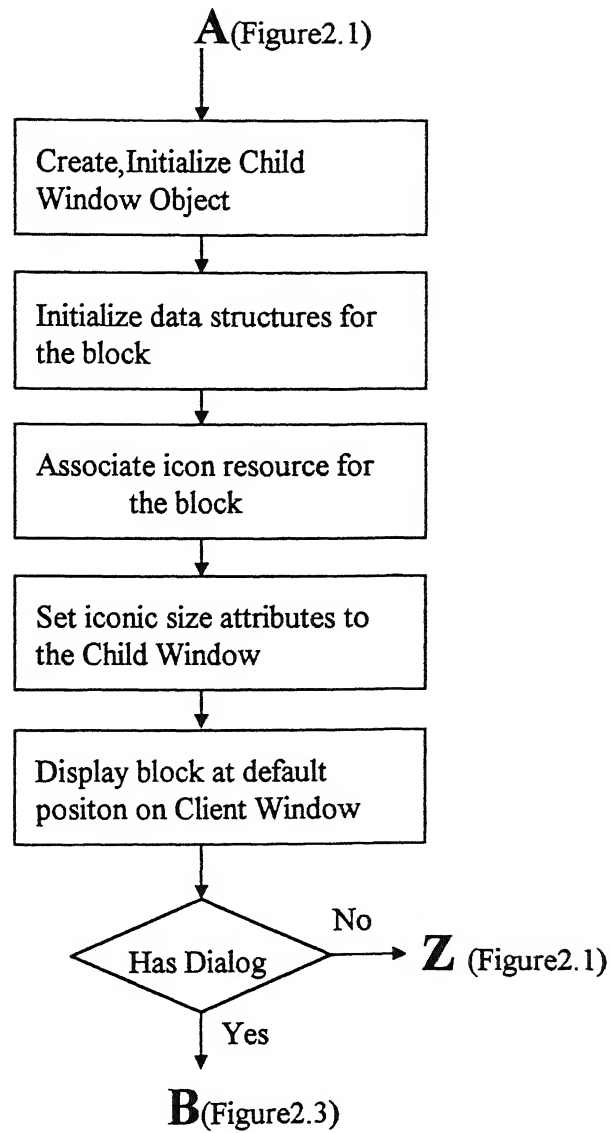 A(Figure2.1)
Create,Initialize Child
Window Object
Initialize data structures for
the block
Associate icon resource for
the block
Set iconic size attributes to
the Child Window
Display block at default
positon on Client Window
Has Dialog
No
Z (Figure2.1)
Yes
B(Figure2.3)